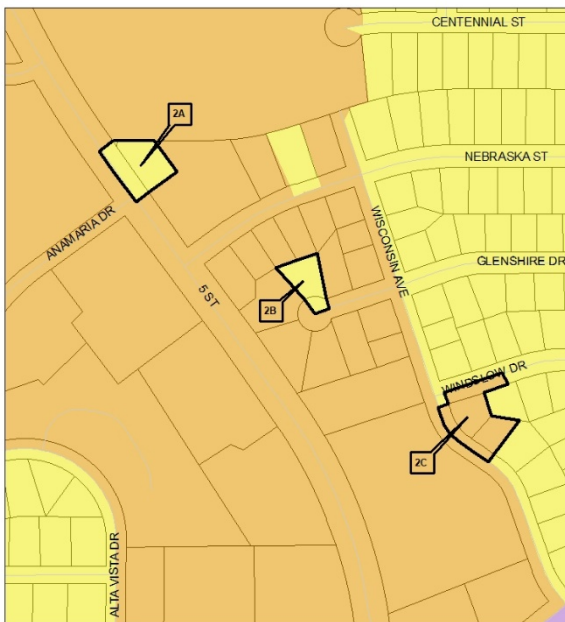 CENTENNIAL ST
2A
NEBRASKA ST
ANAMARIA DR
WISCONSIN AVE
GLENSHIRE DR
5 ST
2B
WINDSLOW DR
2C
ALTA VISTA DR